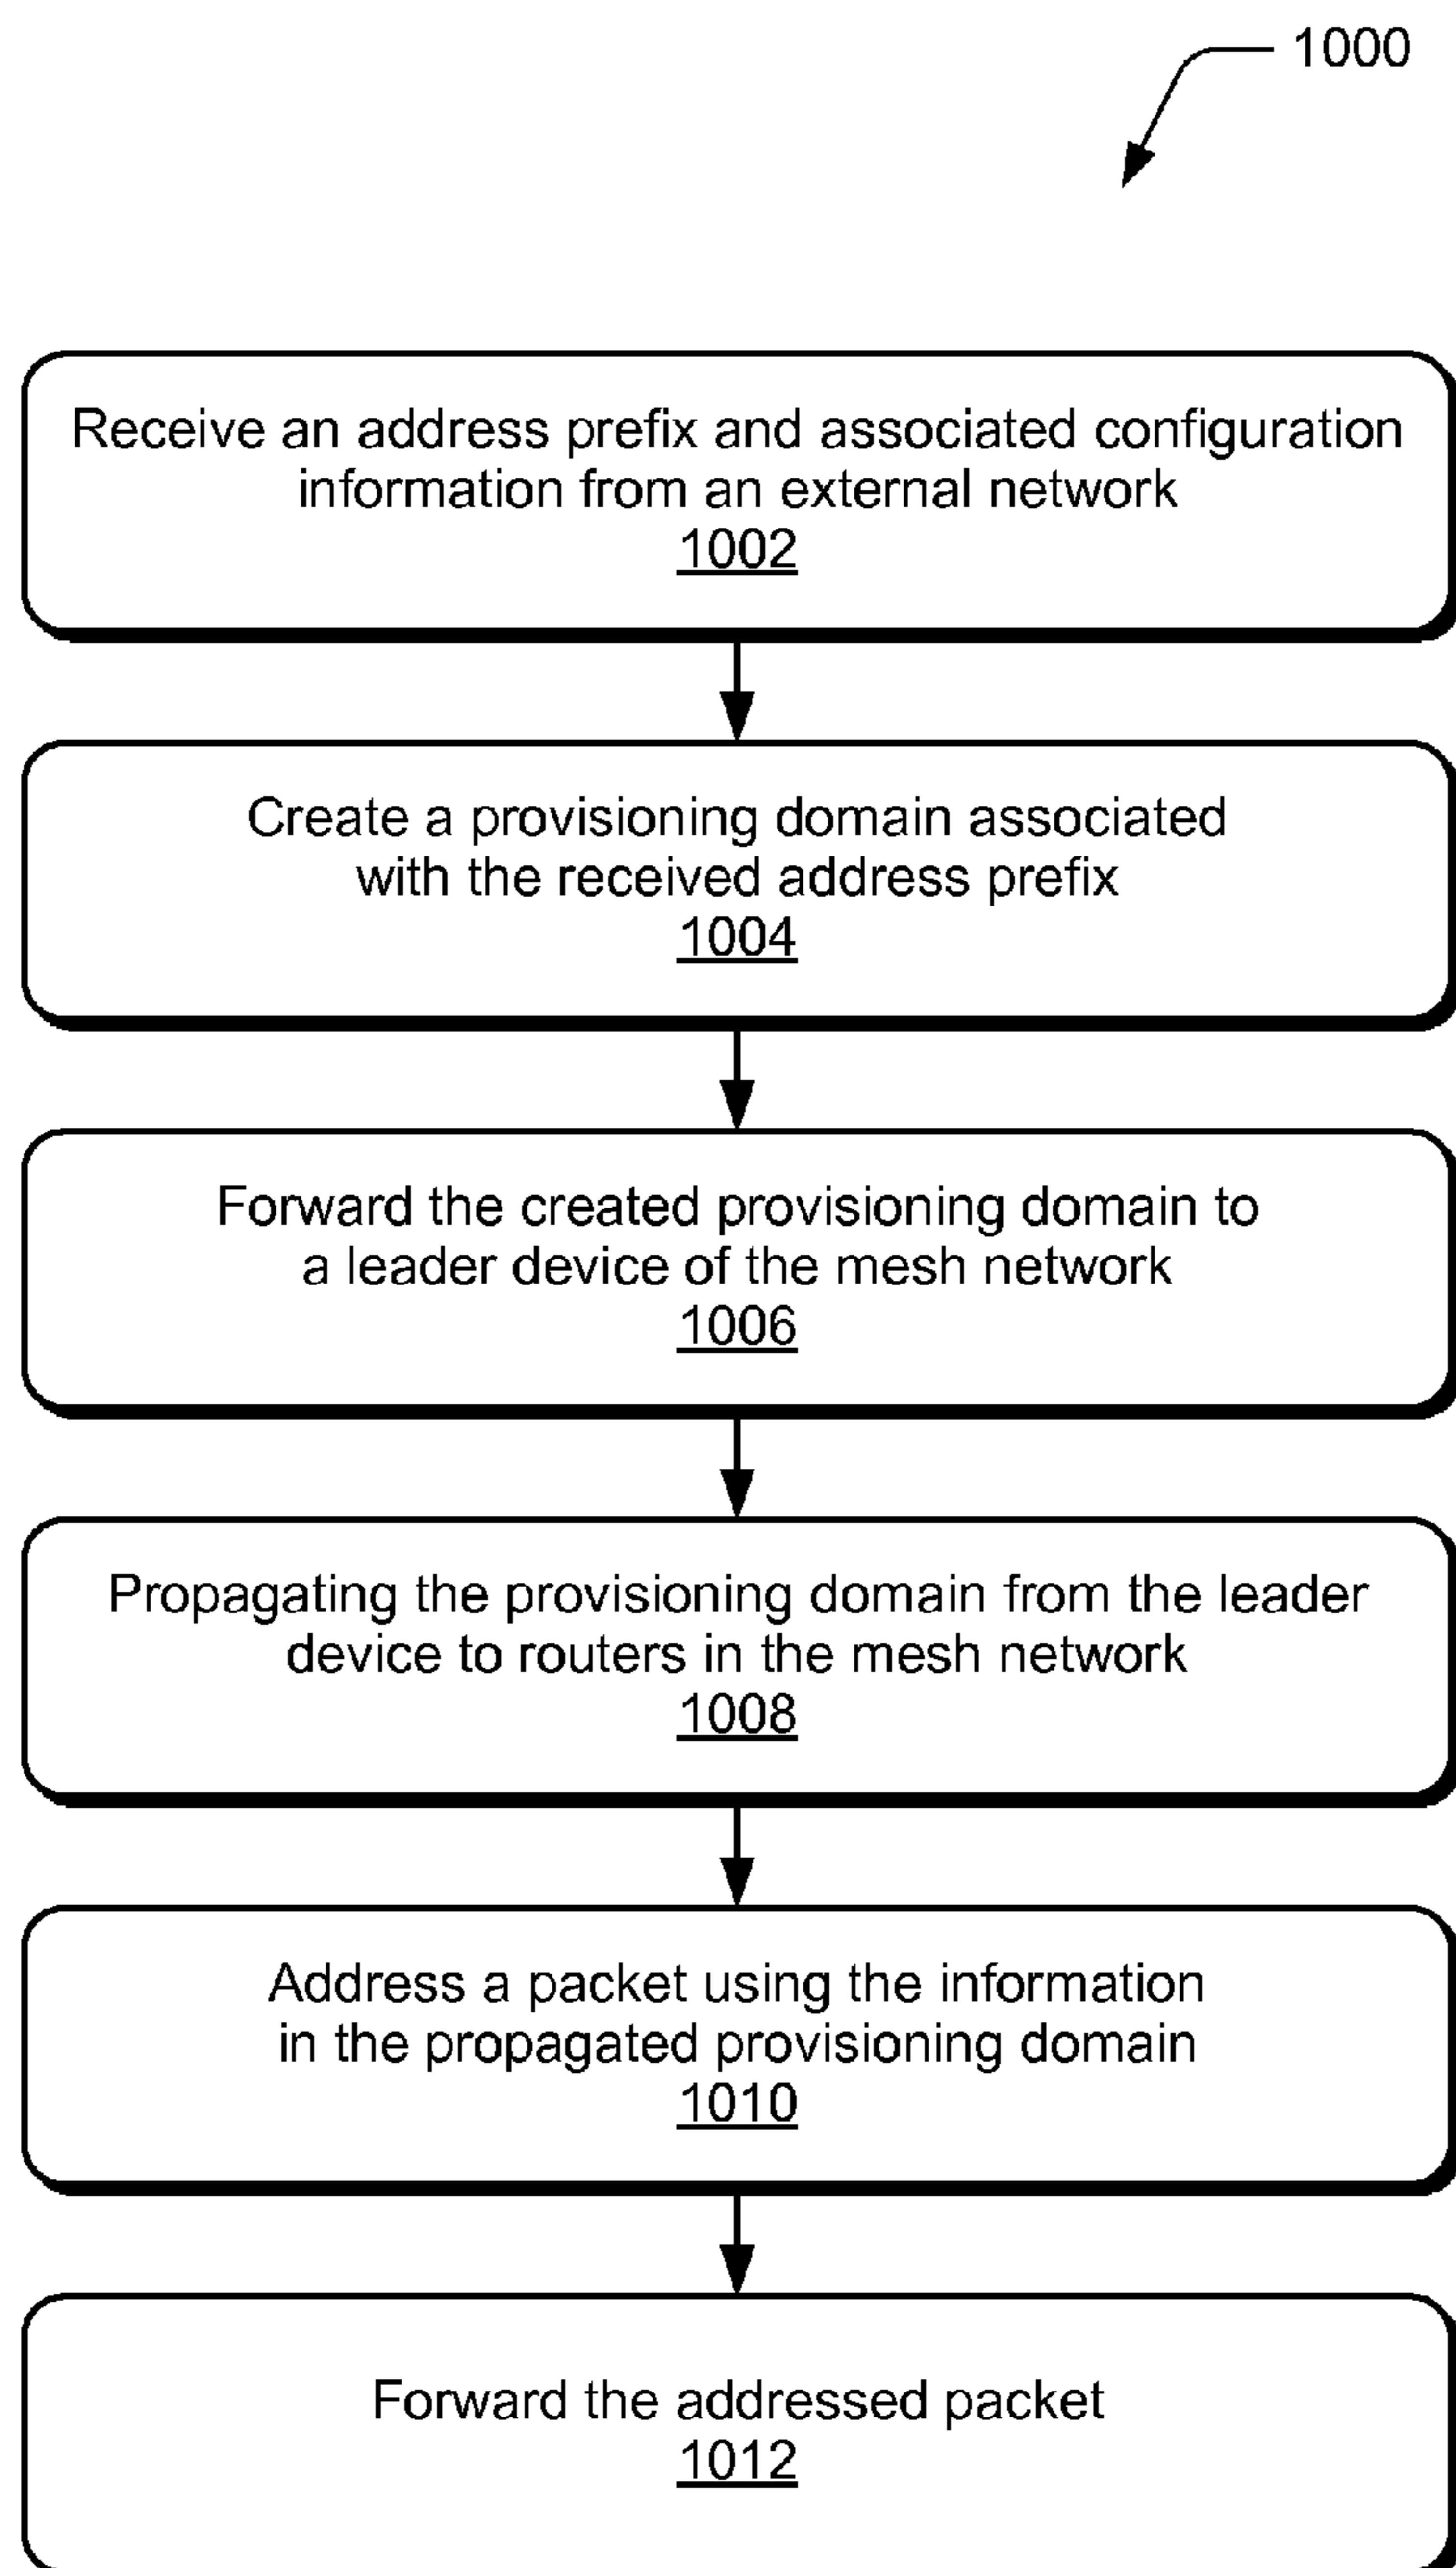 1000
Receive an address prefix and associated configuration
information from an external network
1002
Create a provisioning domain associated
with the received address prefix
1004
Forward the created provisioning domain to
a leader device of the mesh network
1006
Propagating the provisioning domain from the leader
device to routers in the mesh network
1008
Address a packet using the information
in the propagated provisioning domain
1010
Forward the addressed packet
1012